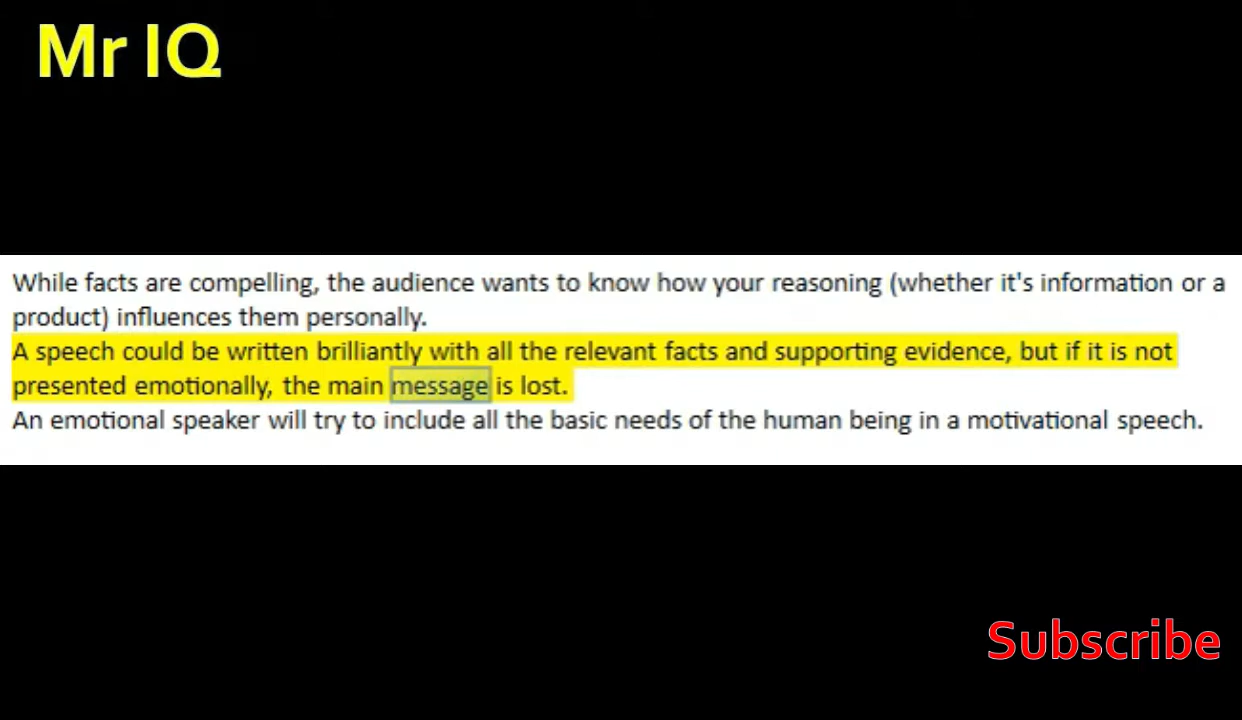 Mr IQ
While facts are compelling, the audience wants to know how your reasoning (whether it's information or a
product) influences them personally.
A speech could be written brilliantly with all the relevant facts and supporting evidence, but if it is not
presented emotionally, the main message is lost.
An emotional speaker will try to include all the basic needs of the human being in a motivational speech.
Subscribe